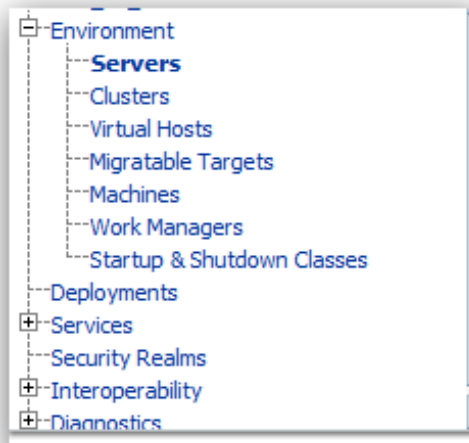 Environment
Servers
Clusters
Virtual Hosts
Migratable Targets
Machines
Work Managers
Startup & Shutdown Classes
Deployments
Services
Security Realms
Interoperability
Diagnostics